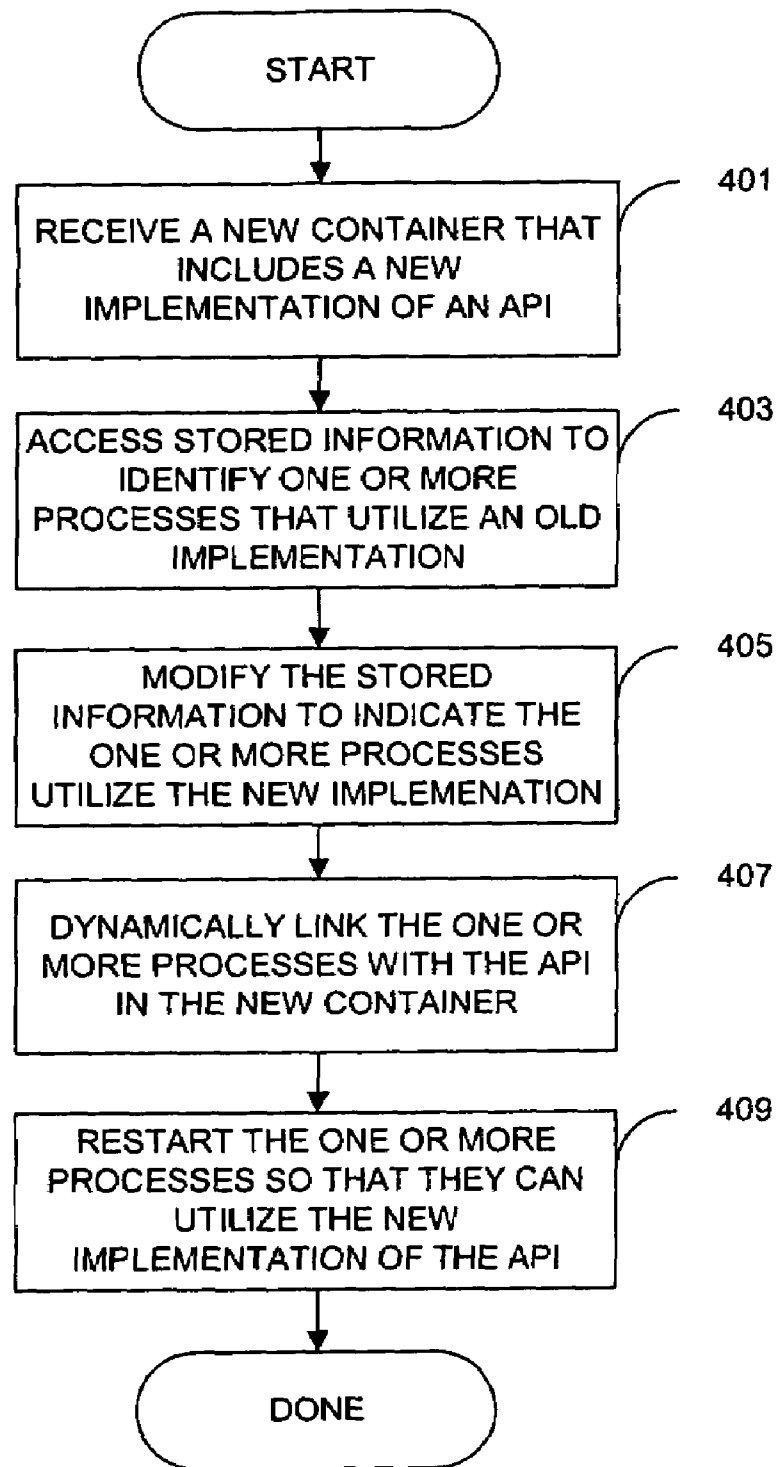 START
401
RECEIVE A NEW CONTAINER THAT
INCLUDES A NEW
IMPLEMENTATION OF AN API
403
ACCESS STORED INFORMATION TO
IDENTIFY ONE OR MORE
PROCESSES THAT UTILIZE AN OLD
IMPLEMENTATION
405
MODIFY THE STORED
INFORMATION TO INDICATE THE
ONE OR MORE PROCESSES
UTILIZE THE NEW IMPLEMENATION
407
DYNAMICALLY LINK THE ONE OR
MORE PROCESSES WITH THE API
IN THE NEW CONTAINER
409
RESTART THE ONE OR MORE
PROCESSES SO THAT THEY CAN
UTILIZE THE NEW
IMPLEMENTATION OF THE API
DONE